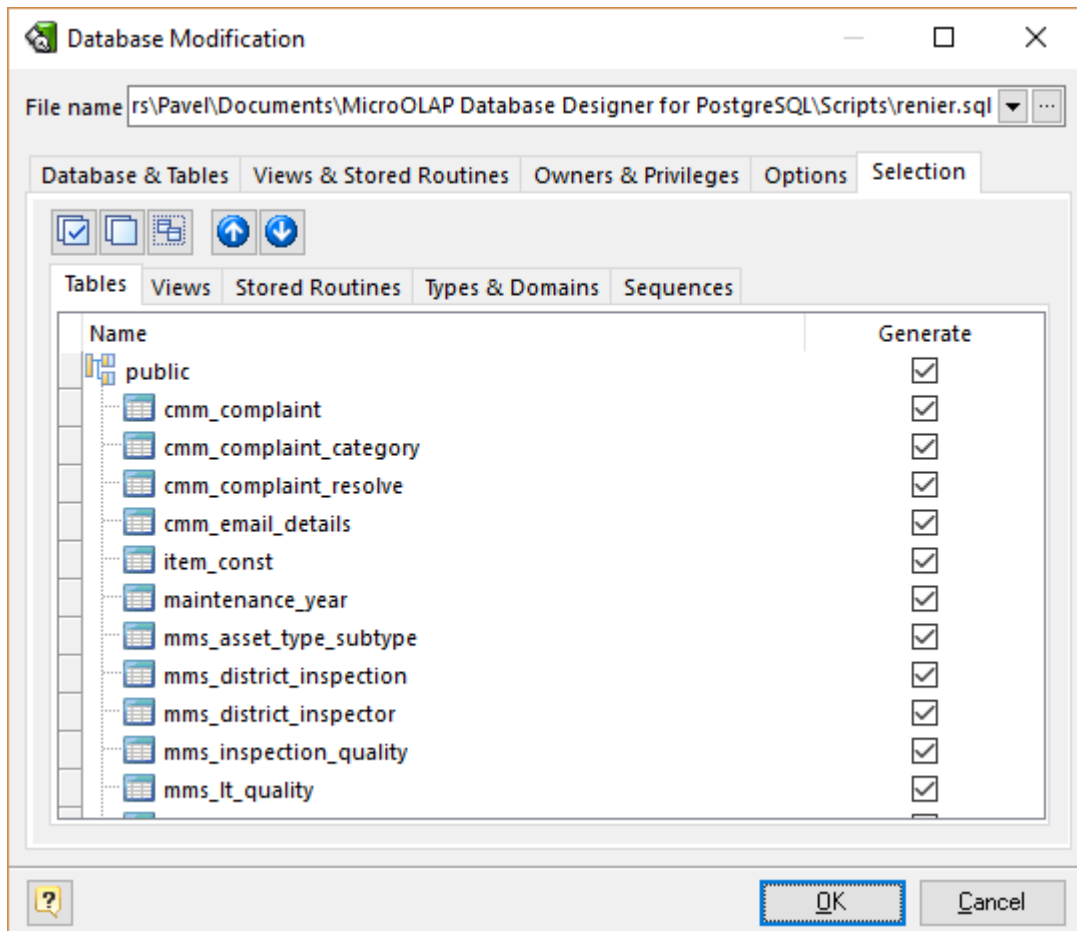 Database Modification
File name rs\Pavel\Documents\MicroOLAP Database Designer for PostgreSQL\Scripts\renier.sql ...
Database & Tables Views & Stored Routines Owners & Privileges Options Selection
Tables Views Stored Routines Types & Domains Sequences
Name Generate
public
cmm_complaint
cmm_complaint_category
cmm_complaint_resolve
cmm_email_details
item_const
maintenance_year
mms_asset_type_subtype
mms_district_inspection
mms_district_inspector
mms_inspection_quality
mms_lt_quality
? OK Cancel